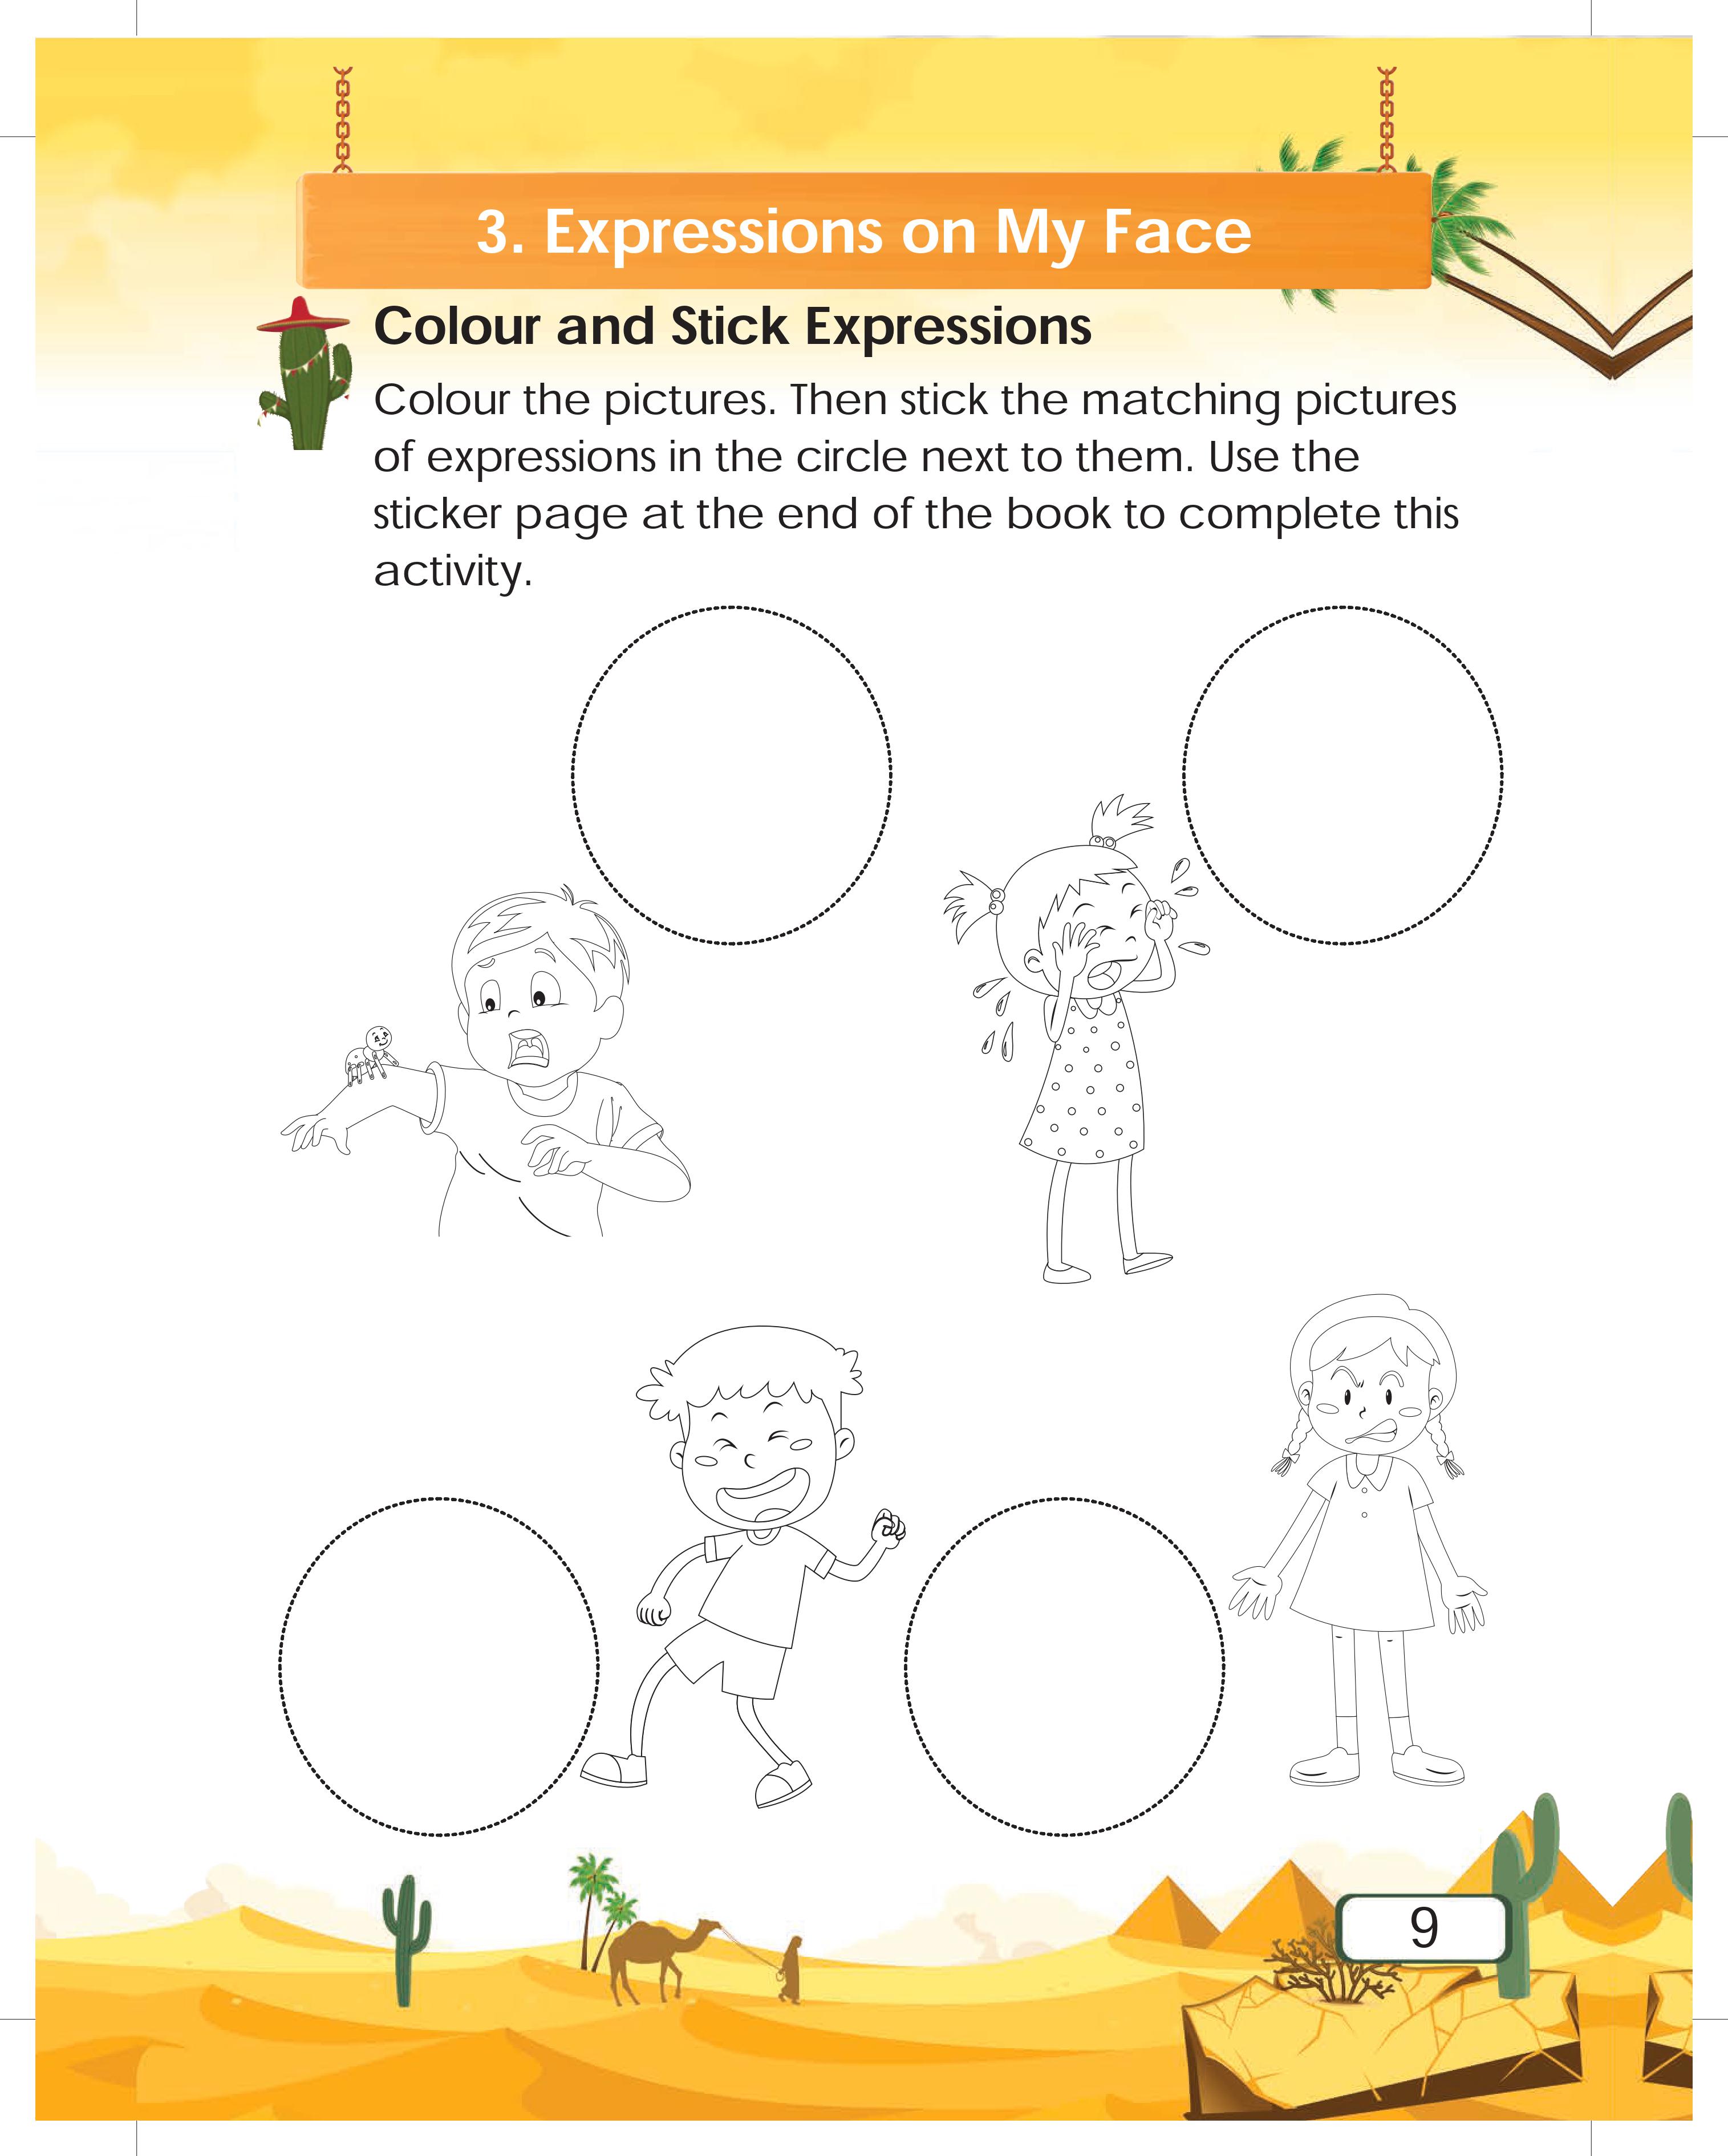 3. Expressions on My Face
Colour and Stick Expressions
Colour the pictures. Then stick the matching pictures
of expressions in the circle next to them. Use the
sticker page at the end of the book to complete this
activity.
9